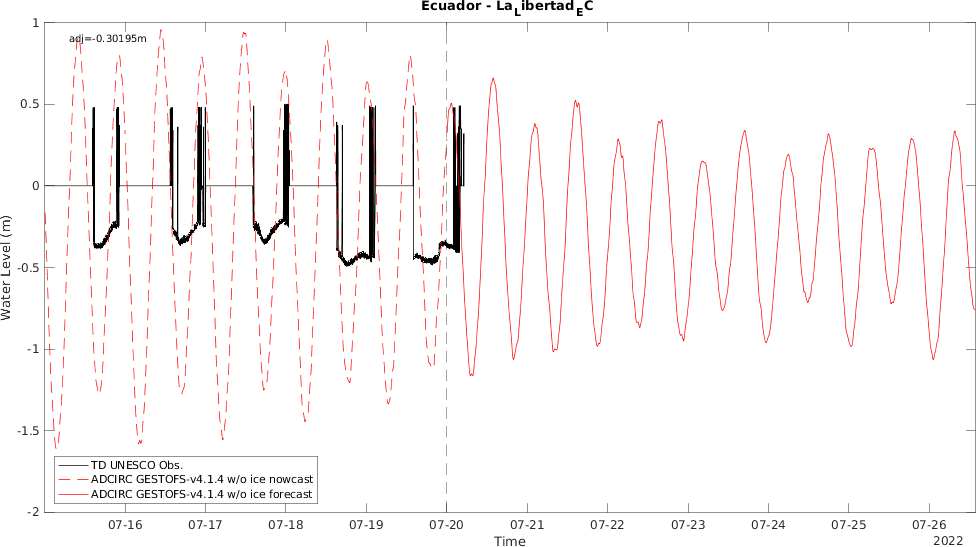 Ecuador - LaLibertadEC
adj=-0.30195m
1
0.5
0
-0.5
-1
-1.5
-2
Water Level (m)
TD UNESCO Obs.
ADCIRC GESTOFS-v4.1.4 w/o ice nowcast
ADCIRC GESTOFS-v4.1.4 w/o ice forecast
07-16 07-17 07-18 07-19 07-20 07-21 07-22 07-23 07-24 07-25 07-26
Time
2022